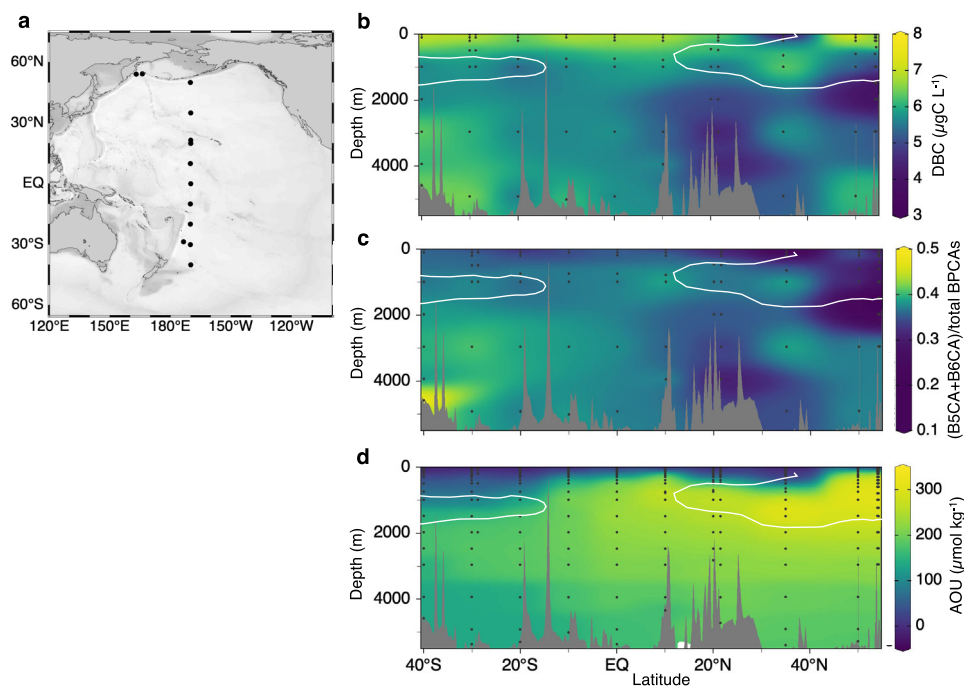 a
60°N
30°N
EQ
30°S
60°S
120°E 150°E 180°E 150°W 120°W
b
0
2000
4000
Depth (m)
8
7
6
5
4
3
DBC (µgC L-1)
c
0
2000
4000
Depth (m)
0.5
0.4
0.3
0.2
0.1
(B5CA+B6CA)/total BPCAs
d
0
2000
4000
Depth (m)
300
200
100
0
-
AOU (µmol kg-1)
40°S 20°S EQ 20°N 40°N
Latitude